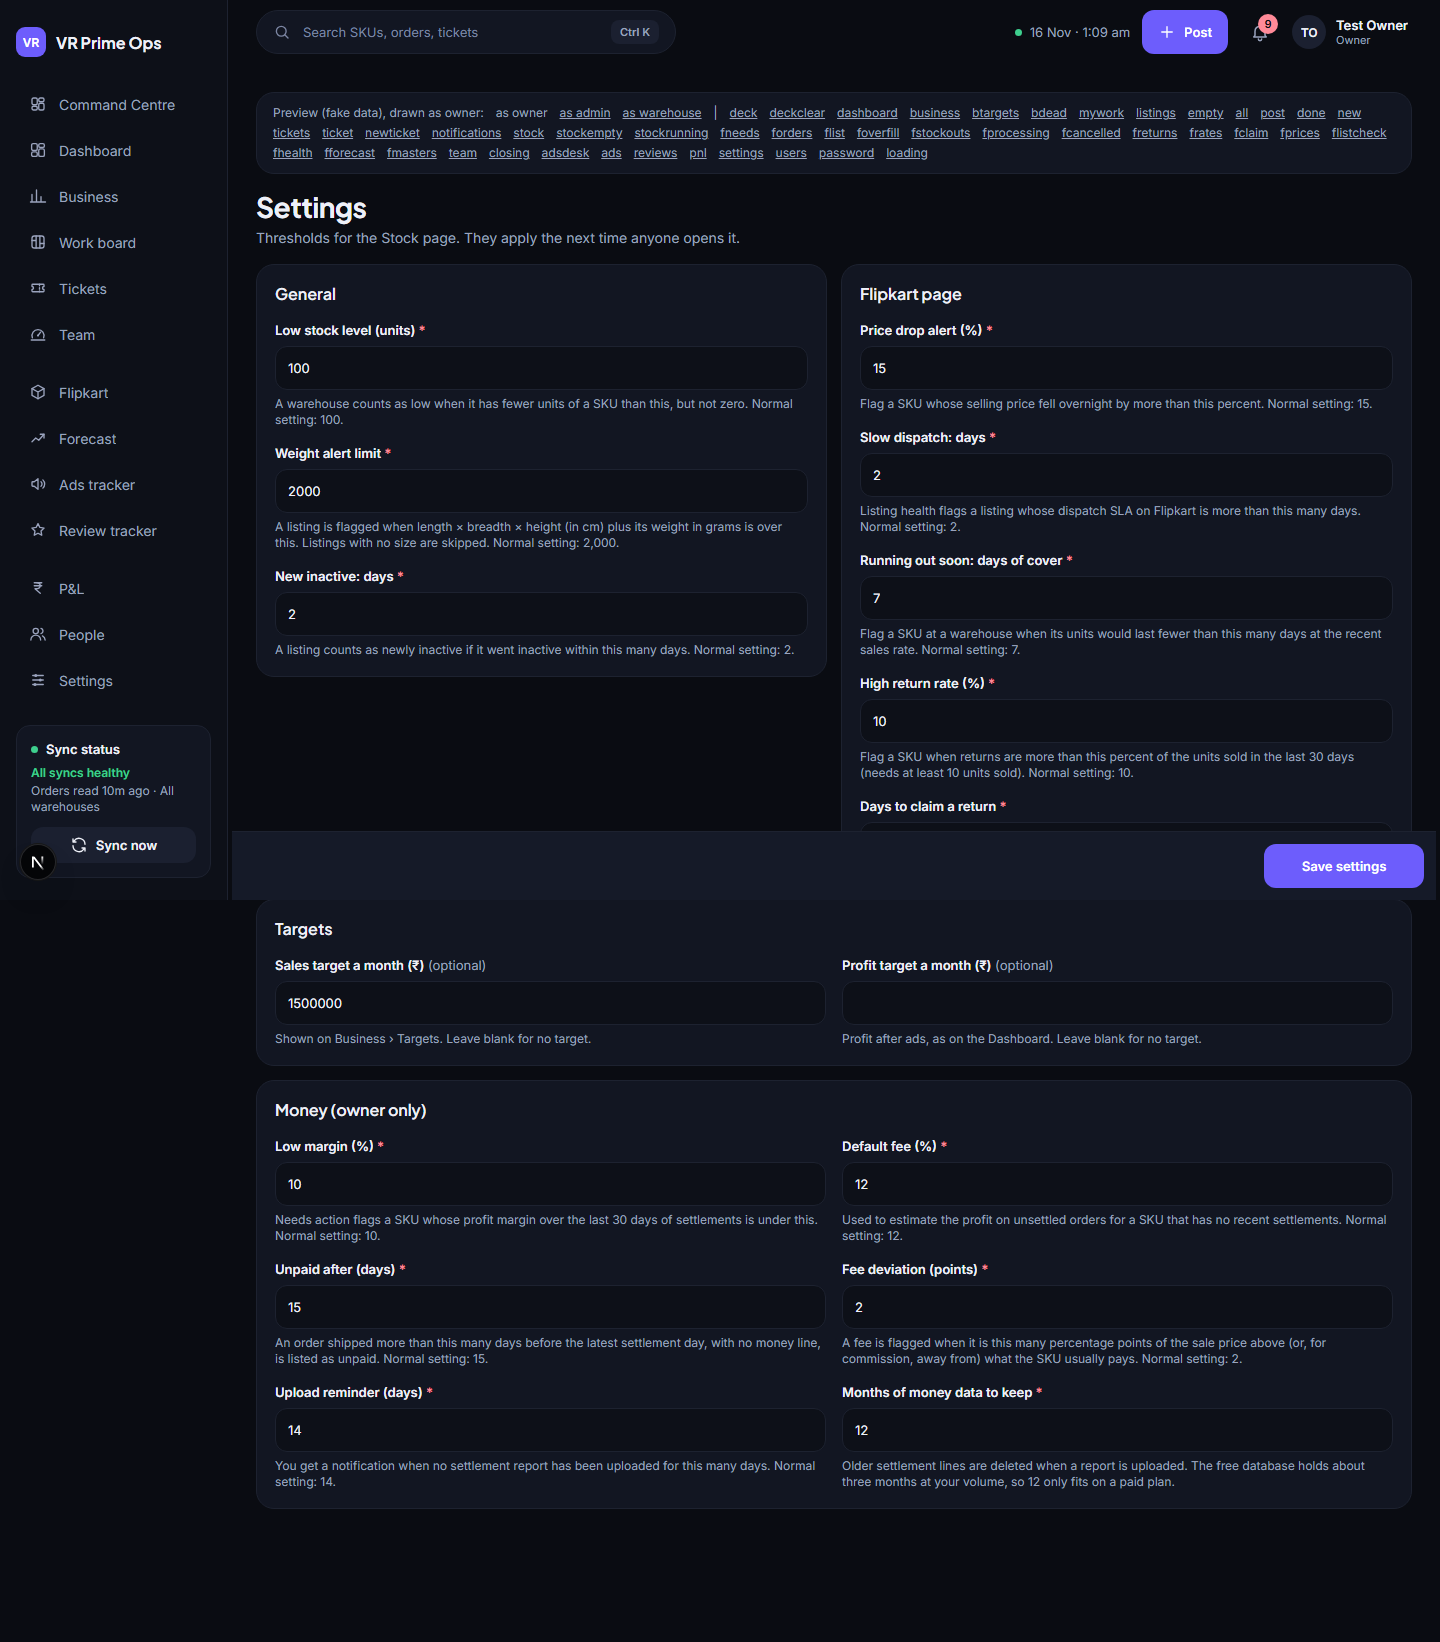 VR
VR Prime Ops
Command Centre
Dashboard
Business
Work board
Tickets
Team
Flipkart
Forecast
Ads tracker
Review tracker
P&L
People
Settings
Sync status
All syncs healthy
Orders read 10m ago · All
warehouses
Sync now
N
Search SKUs, orders, tickets
Ctrl K
16 Nov · 1:09 am
Post
9
TO
Test Owner
Owner
Preview (fake data), drawn as owner: as owner as admin as warehouse | deck deckclear dashboard business btargets bdead mywork listings empty all post done new
tickets ticket newticket notifications stock stockempty stockrunning fneeds forders flist foverfill fstockouts fprocessing fcancelled freturns frates fclaim fprices flistcheck
fhealth fforecast fmasters team closing adsdesk ads reviews pnl settings users password loading
Settings
Thresholds for the Stock page. They apply the next time anyone opens it.
General
Low stock level (units) *
100
A warehouse counts as low when it has fewer units of a SKU than this, but not zero. Normal
setting: 100.
Weight alert limit *
2000
A listing is flagged when length × breadth × height (in cm) plus its weight in grams is over
this. Listings with no size are skipped. Normal setting: 2,000.
New inactive: days *
2
A listing counts as newly inactive if it went inactive within this many days. Normal setting: 2.
Flipkart page
Price drop alert (%) *
15
Flag a SKU whose selling price fell overnight by more than this percent. Normal setting: 15.
Slow dispatch: days *
2
Listing health flags a listing whose dispatch SLA on Flipkart is more than this many days.
Normal setting: 2.
Running out soon: days of cover *
7
Flag a SKU at a warehouse when its units would last fewer than this many days at the recent
sales rate. Normal setting: 7.
High return rate (%) *
10
Flag a SKU when returns are more than this percent of the units sold in the last 30 days
(needs at least 10 units sold). Normal setting: 10.
Days to claim a return *
Save settings
Targets
Sales target a month (₹) (optional)
1500000
Shown on Business › Targets. Leave blank for no target.
Profit target a month (₹) (optional)
Profit after ads, as on the Dashboard. Leave blank for no target.
Money (owner only)
Low margin (%) *
10
Needs action flags a SKU whose profit margin over the last 30 days of settlements is under this.
Normal setting: 10.
Default fee (%) *
12
Used to estimate the profit on unsettled orders for a SKU that has no recent settlements. Normal
setting: 12.
Unpaid after (days) *
15
An order shipped more than this many days before the latest settlement day, with no money line,
is listed as unpaid. Normal setting: 15.
Fee deviation (points) *
2
A fee is flagged when it is this many percentage points of the sale price above (or, for
commission, away from) what the SKU usually pays. Normal setting: 2.
Upload reminder (days) *
14
You get a notification when no settlement report has been uploaded for this many days. Normal
setting: 14.
Months of money data to keep *
12
Older settlement lines are deleted when a report is uploaded. The free database holds about
three months at your volume, so 12 only fits on a paid plan.